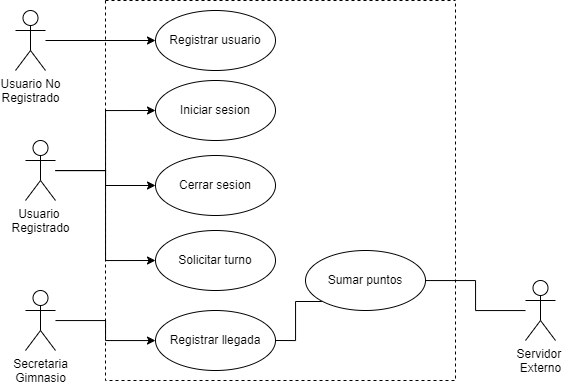 Registrar usuario
Usuario No
Registrado
Iniciar sesion
Cerrar sesion
Usuario
Registrado
Solicitar turno
Sumar puntos
Registrar llegada
Secretaria
Gimnasio
Servidor
Externo